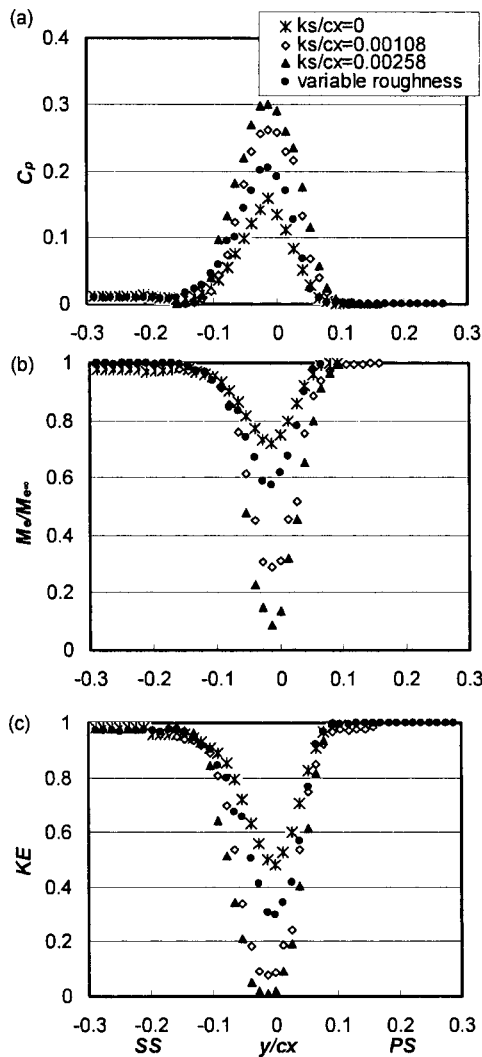 (a)
ks/cx=0
ks/cx=0.00108
ks/cx=0.00258
variable roughness
0.4
0.3
0.2
0.1
0
Cp
-0.3 -0.2 -0.1 0 0.1 0.2 0.3
(b)
1
0.8
0.6
0.4
0.2
0
Me/Me∞
-0.3 -0.2 -0.1 0 0.1 0.2 0.3
(c)
1
0.8
0.6
0.4
0.2
0
KE
-0.3 -0.2 -0.1 0 0.1 0.2 0.3
SS y/cx PS